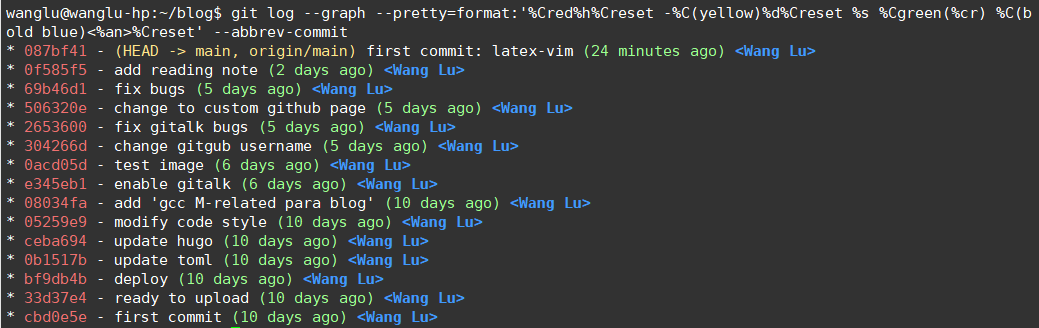 wanglu@wanglu-hp:~/blog$ git log --graph --pretty=format:'%Cred%h%Creset -%C(yellow)%d%Creset %s %Cgreen(%cr) %C(b
old blue)<%an>%Creset' --abbrev-commit
* 087bf41 - (HEAD -> main, origin/main) first commit: latex-vim (24 minutes ago) <Wang Lu>
* 0f585f5 - add reading note (2 days ago) <Wang Lu>
* 69b46d1 - fix bugs (5 days ago) <Wang Lu>
* 506320e - change to custom github page (5 days ago) <Wang Lu>
* 2653600 - fix gitalk bugs (5 days ago) <Wang Lu>
* 304266d - change gitgub username (5 days ago) <Wang Lu>
* 0acd05d - test image (6 days ago) <Wang Lu>
* e345eb1 - enable gitalk (6 days ago) <Wang Lu>
* 08034fa - add 'gcc M-related para blog' (10 days ago) <Wang Lu>
* 05259e9 - modify code style (10 days ago) <Wang Lu>
* ceba694 - update hugo (10 days ago) <Wang Lu>
* 0b1517b - update toml (10 days ago) <Wang Lu>
* bf9db4b - deploy (10 days ago) <Wang Lu>
* 33d37e4 - ready to upload (10 days ago) <Wang Lu>
* cbd0e5e - first commit (10 days ago) <Wang Lu>